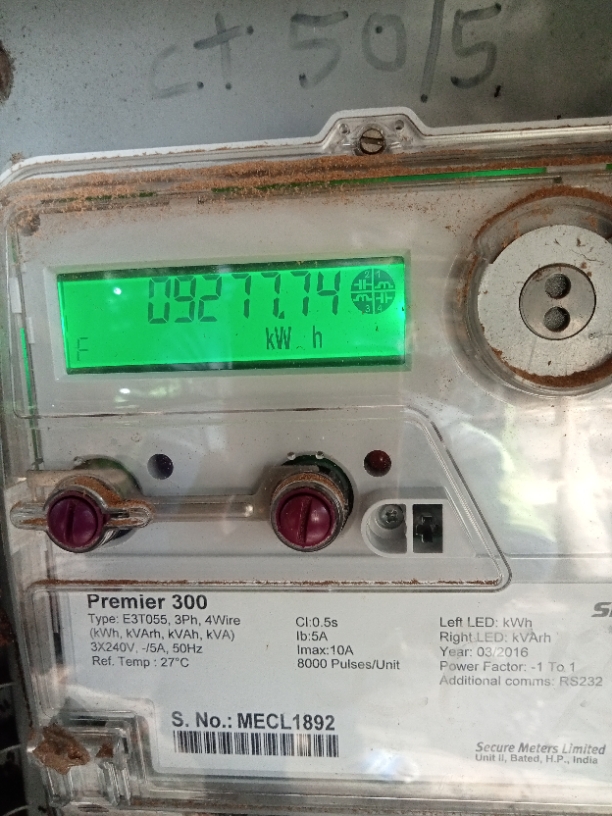 ct 50/5
09277.74
kW h
F
Premier 300
Type: E3T055, 3Ph, 4Wire
(kWh, kVArh, kVAh, kVA)
3X240V, -/5A, 50Hz
Ref. Temp : 27°C
Cl:0.5s
Ib:5A
Imax:10A
8000 Pulses/Unit
Left LED: kWh
Right LED: kVArh
Year: 03/2016
Power Factor: -1 To 1
Additional comms: RS232
S. No.: MECL1892
Secure Meters Limited
Unit II, Bated, H.P., India